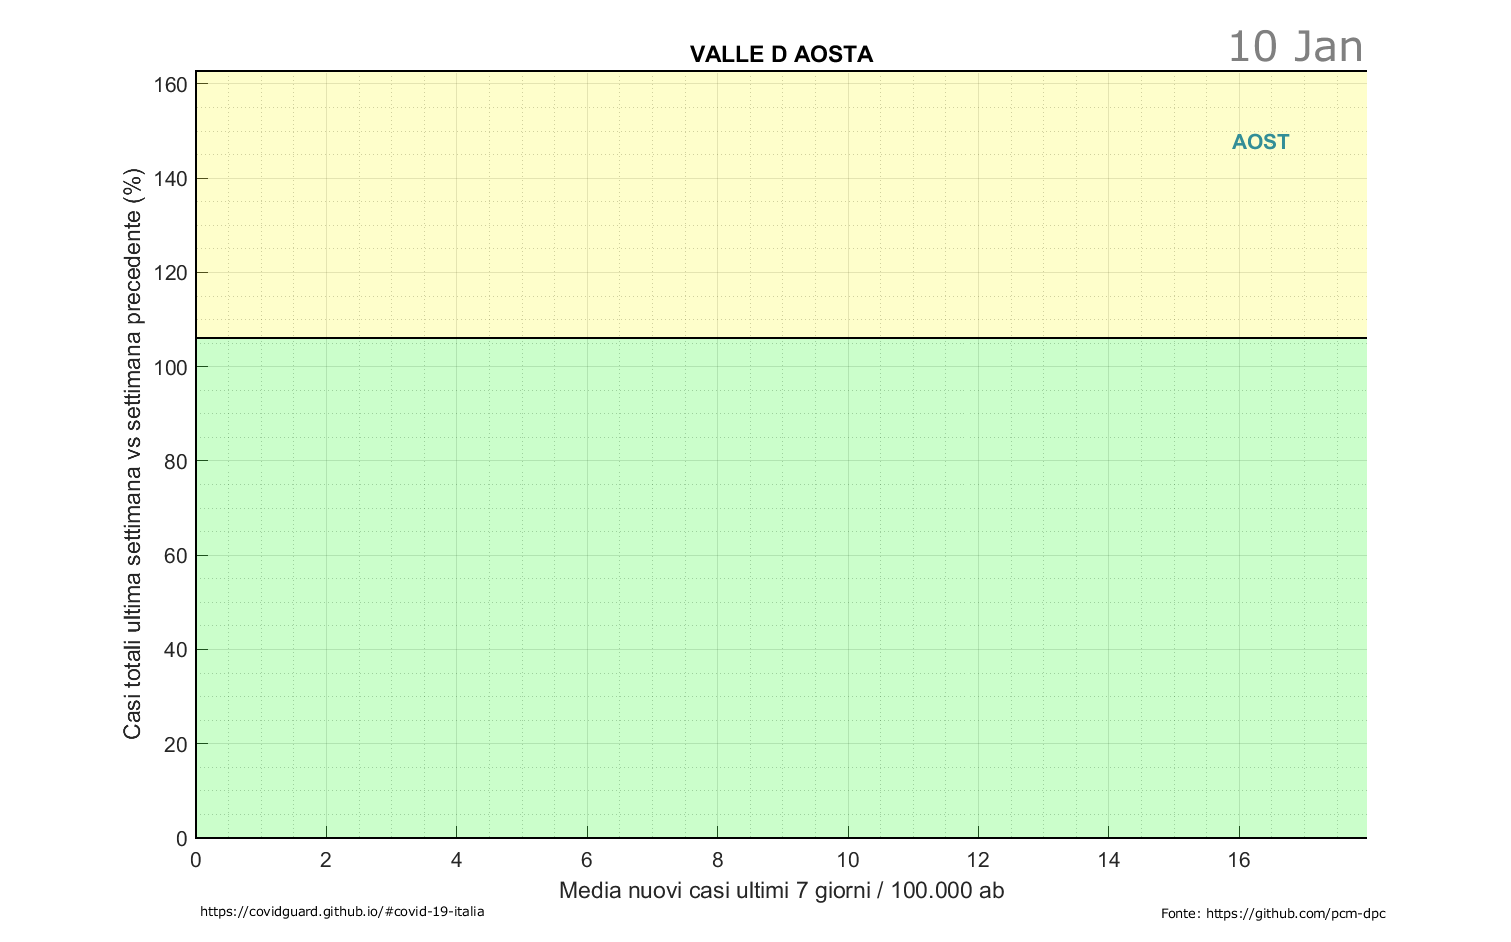 10 Jan
VALLE D AOSTA
160
AOST
140
120
100
80
60
40
20
0
Casi totali ultima settimana vs settimana precedente (%)
0 2 4 6 8 10 12 14 16
Media nuovi casi ultimi 7 giorni / 100.000 ab
https://covidguard.github.io/#covid-19-italia
Fonte: https://github.com/pcm-dpc